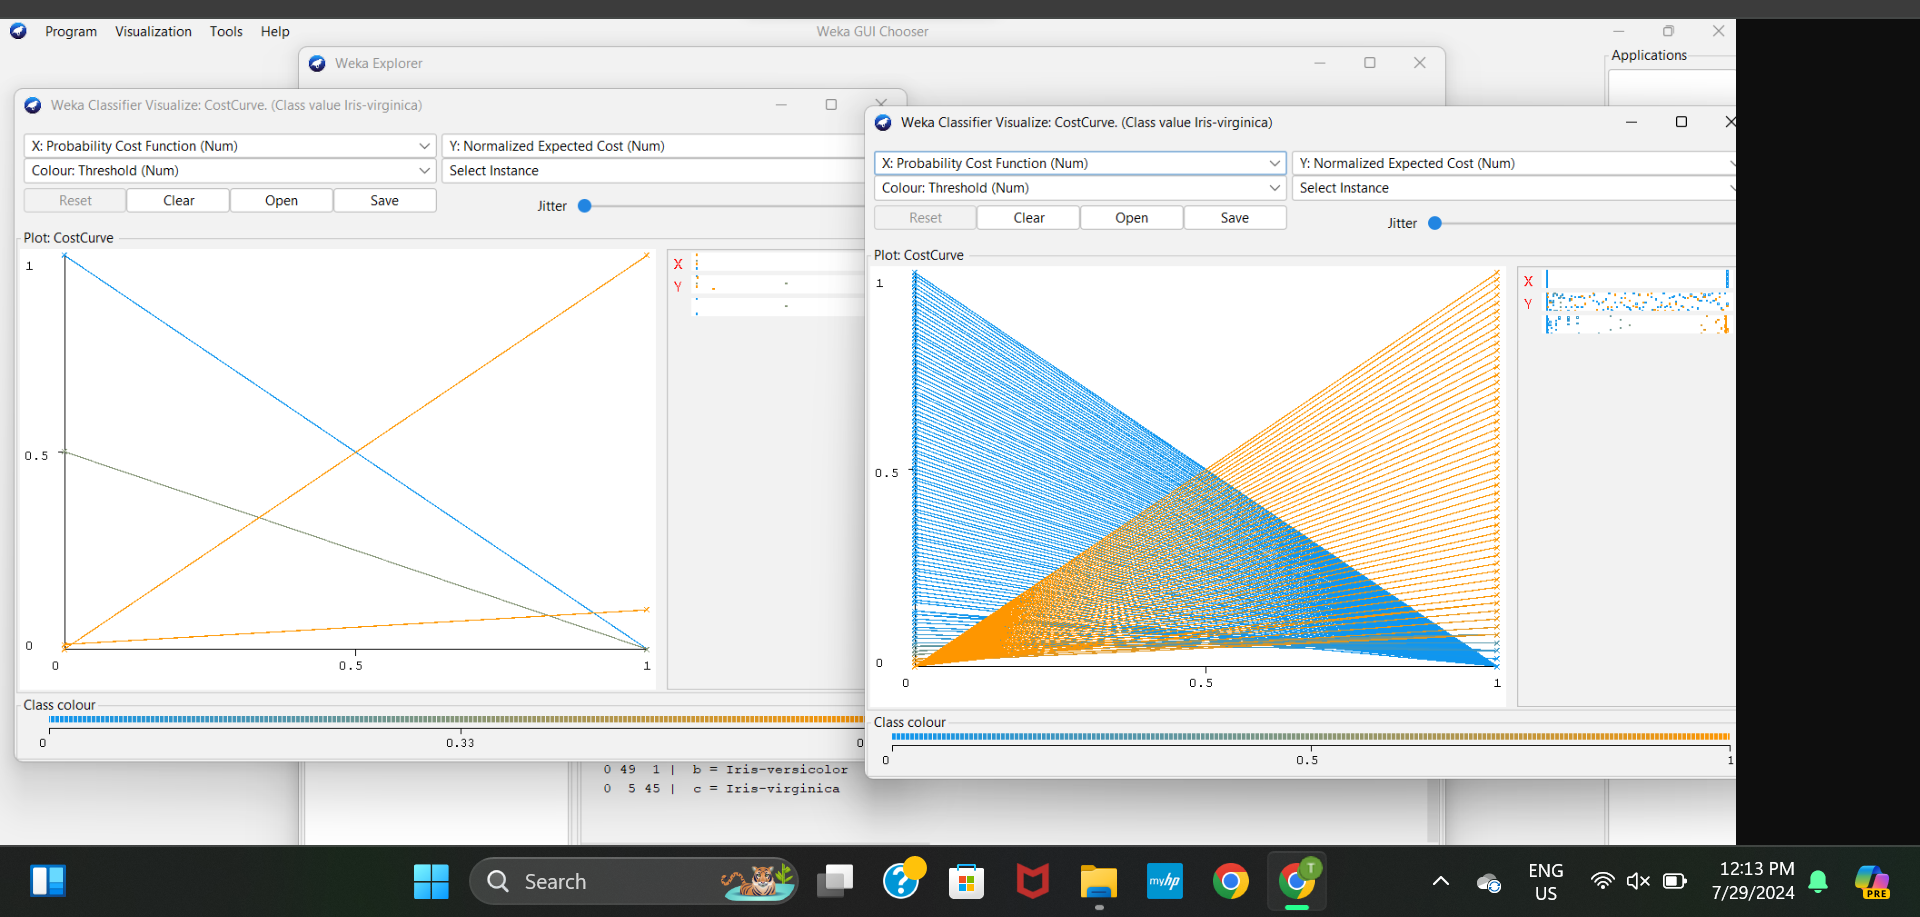 Program Visualization Tools Help
Weka GUI Chooser
Applications
Weka Explorer
Weka Classifier Visualize: CostCurve. (Class value Iris-virginica)
X: Probability Cost Function (Num)
Y: Normalized Expected Cost (Num)
Colour: Threshold (Num)
Select Instance
Reset Clear Open Save
Jitter
Plot: CostCurve
1
0.5
0
0 0.5 1
X
Y
Class colour
0 0.33 0
Weka Classifier Visualize: CostCurve. (Class value Iris-virginica)
X: Probability Cost Function (Num)
Y: Normalized Expected Cost (Num)
Colour: Threshold (Num)
Select Instance
Reset Clear Open Save
Jitter
Plot: CostCurve
1
0.5
0
0 0.5 1
X
Y
Class colour
0 0.5 1
0 49 1 | b = Iris-versicolor
0 5 45 | c = Iris-virginica
Search
myhp
T
ENG
US
12:13 PM
7/29/2024
PRE